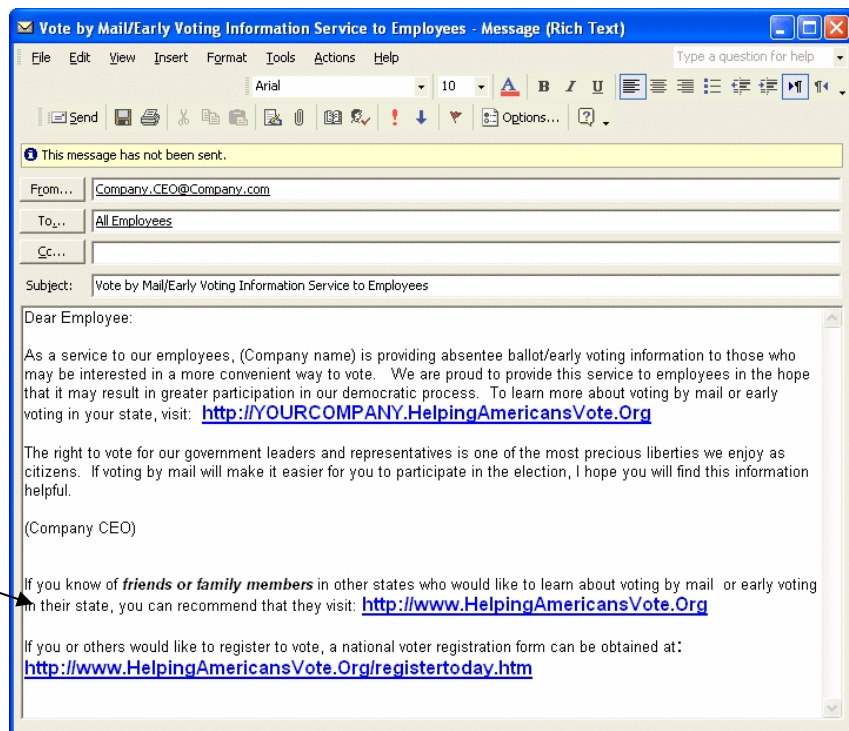 Vote by Mail/Early Voting Information Service to Employees - Message (Rich Text)
File Edit View Insert Format Tools Actions Help Type a question for help
Arial 10 A B I U
Send Options...
This message has not been sent.
From... Company.CEO@Company.com
To... All Employees
Cc...
Subject: Vote by Mail/Early Voting Information Service to Employees
Dear Employee:
As a service to our employees, (Company name) is providing absentee ballot/early voting information to those who
may be interested in a more convenient way to vote. We are proud to provide this service to employees in the hope
that it may result in greater participation in our democratic process. To learn more about voting by mail or early
voting in your state, visit: http://YOURCOMPANY.HelpingAmericansVote.Org
The right to vote for our government leaders and representatives is one of the most precious liberties we enjoy as
citizens. If voting by mail will make it easier for you to participate in the election, I hope you will find this information
helpful.
(Company CEO)
If you know of friends or family members in other states who would like to learn about voting by mail or early voting
in their state, you can recommend that they visit: http://www.HelpingAmericansVote.Org
If you or others would like to register to vote, a national voter registration form can be obtained at:
http://www.HelpingAmericansVote.Org/registertoday.htm